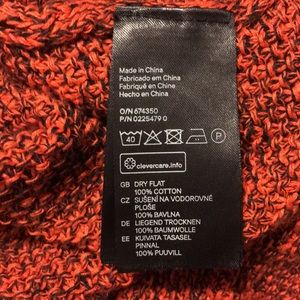 Made in China
Fabricado em China
Fabriqué en Chine
Hecho en China
O/N 674350
P/N 0225479 0
40
P
clevercare.info
GB DRY FLAT
100% COTTON
CZ SUŠENÍ NA VODOROVNÉ
PLOŠE
100% BAVLNA
DE LIEGEND TROCKNEN
100% BAUMWOLLE
EE KUIVATA TASASEL
PINNAL
100% PUUVILL